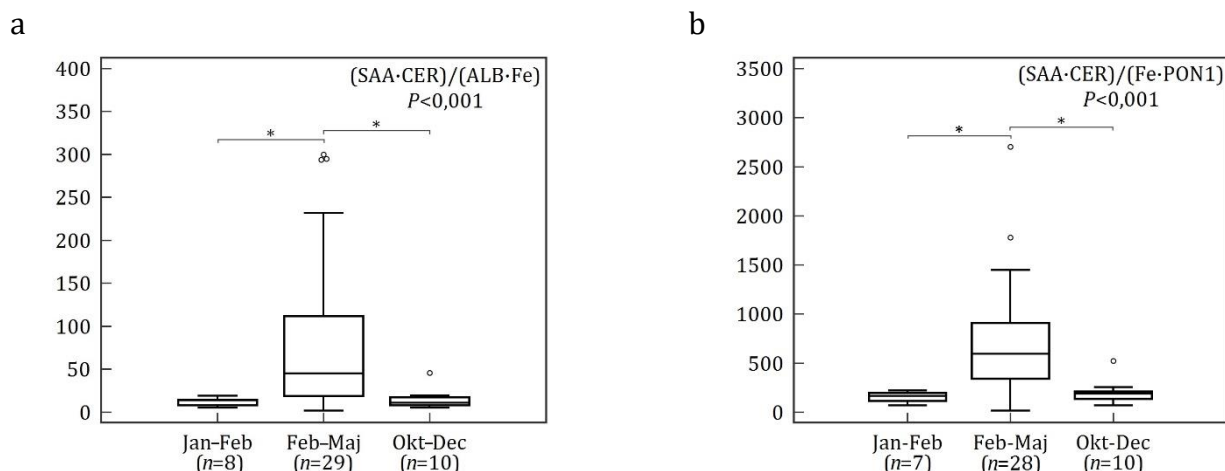 a
(SAA·CER)/(ALB·Fe)
P<0,001
*
*
400
350
300
250
200
150
100
50
0
Jan–Feb
(n=8)
Feb–Maj
(n=29)
Okt–Dec
(n=10)
b
(SAA·CER)/(Fe·PON1)
P<0,001
*
*
3500
3000
2500
2000
1500
1000
500
0
Jan-Feb
(n=7)
Feb-Maj
(n=28)
Okt-Dec
(n=10)